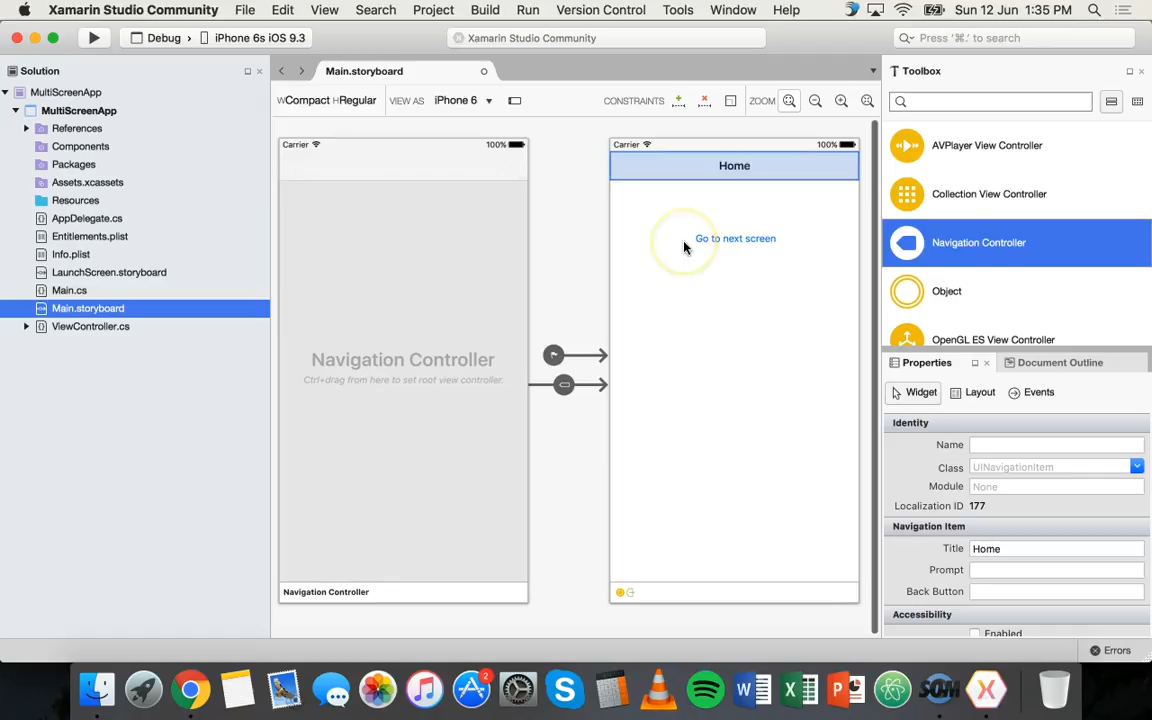 Xamarin Studio Community File Edit View Search Project Build Run Version Control Tools Window Help Sun 12 Jun 1:35 PM
Debug iPhone 6s iOS 9.3 Xamarin Studio Community Press '⌘.' to search
Solution
MultiScreenApp
MultiScreenApp
References
Components
Packages
Assets.xcassets
Resources
AppDelegate.cs
Entitlements.plist
Info.plist
LaunchScreen.storyboard
Main.cs
Main.storyboard
ViewController.cs
Main.storyboard
WCompact HRegular VIEW AS iPhone 6 CONSTRAINTS ZOOM
Carrier 100%
Navigation Controller
Ctrl+drag from here to set root view controller.
Navigation Controller
Carrier 100%
Home
Go to next screen
Toolbox
AVPlayer View Controller
Collection View Controller
Navigation Controller
Object
OpenGL ES View Controller
Properties Document Outline
Widget Layout Events
Identity
Name
Class UINavigationItem
Module None
Localization ID 177
Navigation Item
Title Home
Prompt
Back Button
Accessibility
Enabled
Errors
2